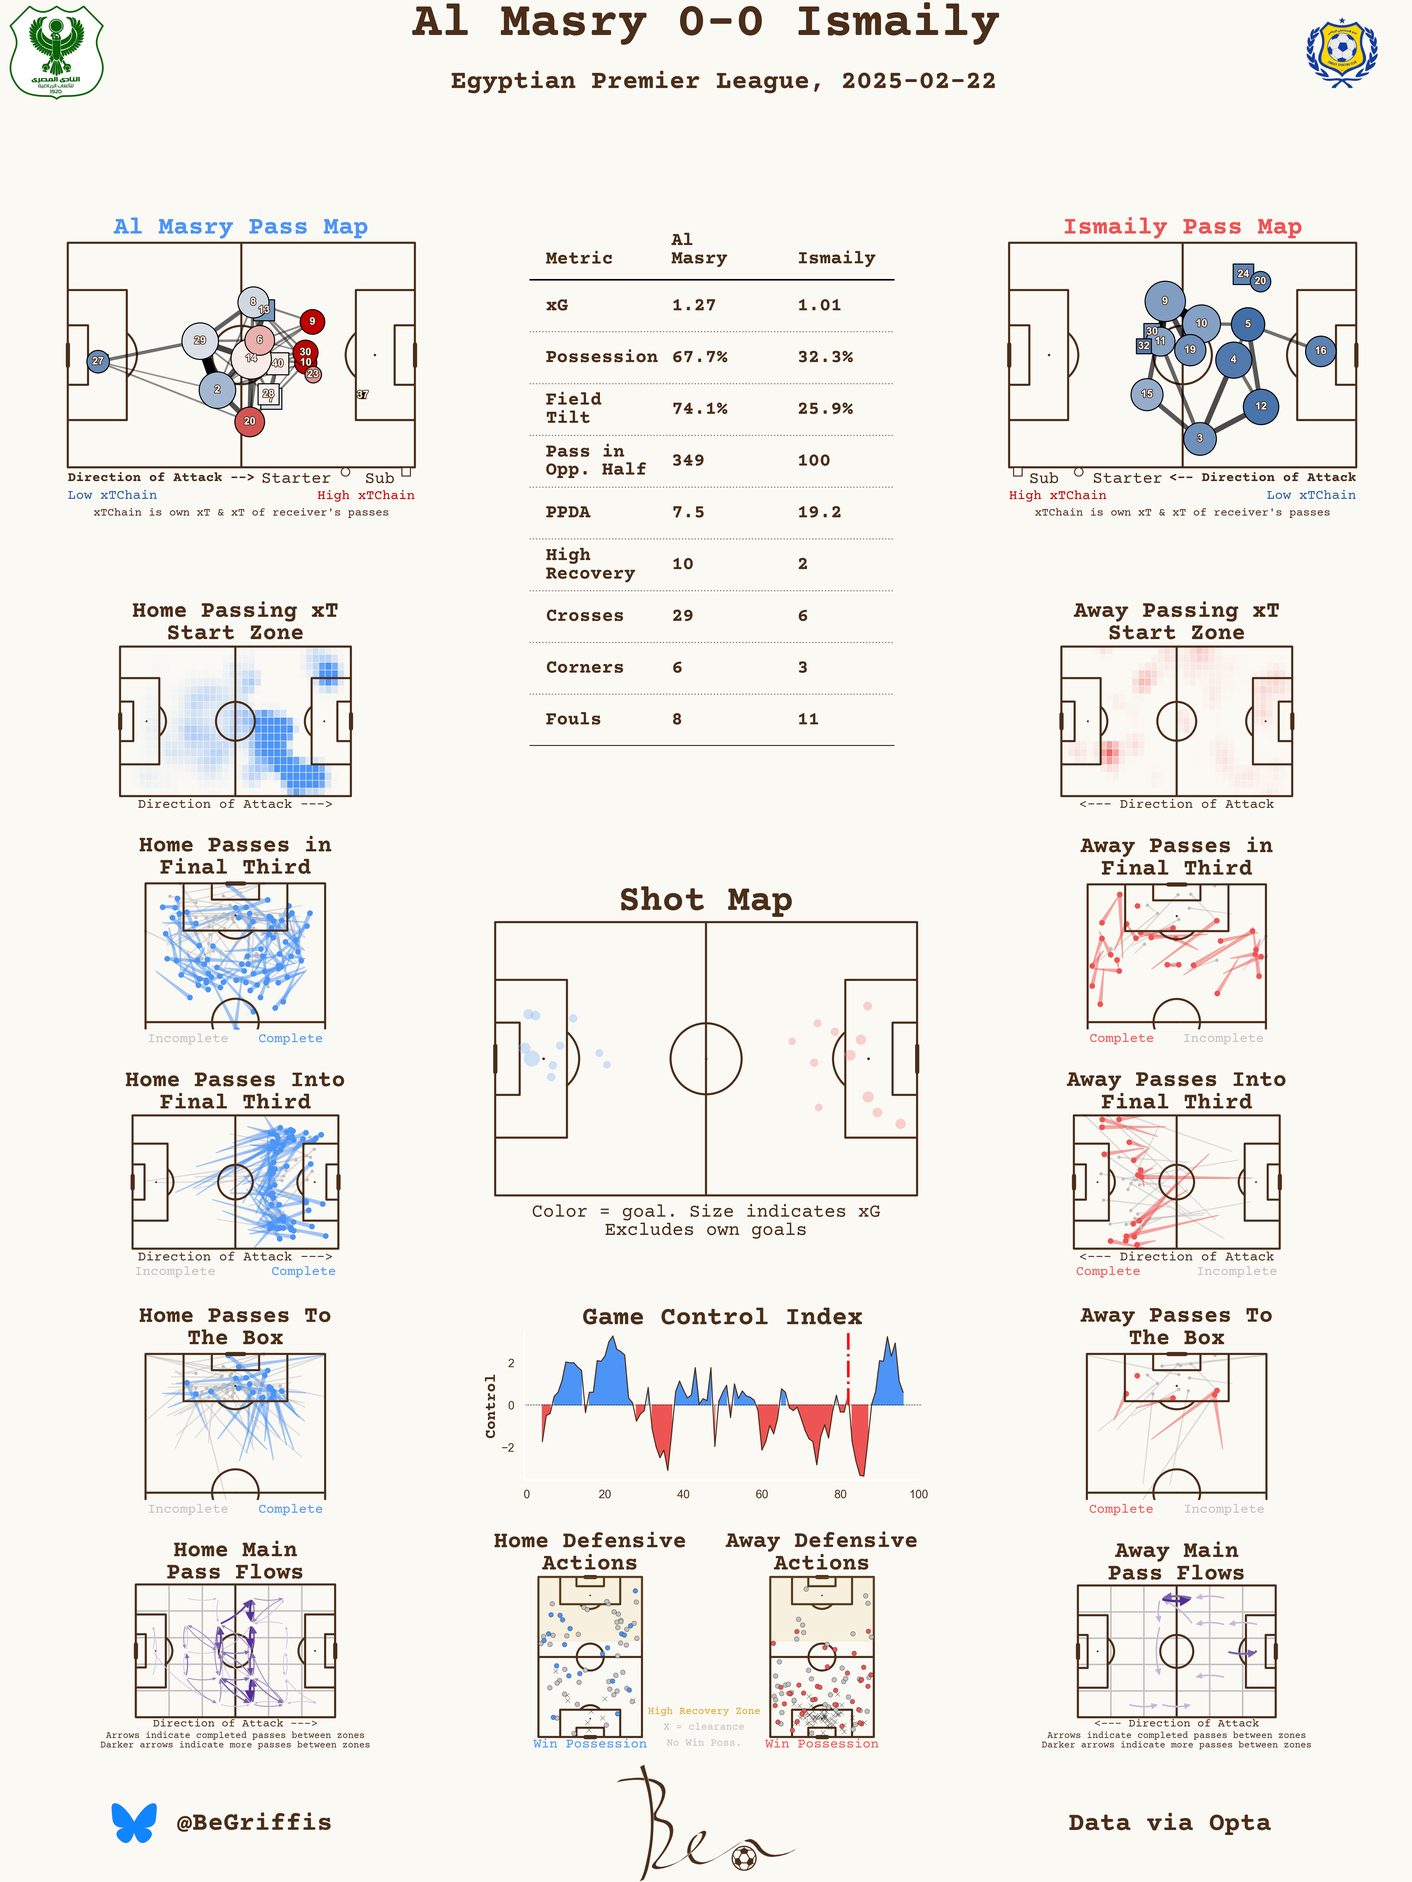 Al Masry 0-0 Ismaily
Egyptian Premier League, 2025-02-22
النادي المصري
للألعاب الرياضية
1920
Al Masry Pass Map
8
13
9
29
6
14
30
40
10
27
23
2
28
7
37
20
Direction of Attack --> Starter Sub
Low xTChain High xTChain
xTChain is own xT & xT of receiver's passes
Metric Al Masry Ismaily
xG 1.27 1.01
Possession 67.7% 32.3%
Field Tilt 74.1% 25.9%
Pass in Opp. Half 349 100
PPDA 7.5 19.2
High Recovery 10 2
Crosses 29 6
Corners 6 3
Fouls 8 11
Ismaily Pass Map
24
20
9
10
5
30
11
32
19
16
4
15
12
3
Sub Starter <-- Direction of Attack
High xTChain Low xTChain
xTChain is own xT & xT of receiver's passes
Home Passing xT
Start Zone
Direction of Attack --->
Away Passing xT
Start Zone
<--- Direction of Attack
Home Passes in
Final Third
Incomplete Complete
Away Passes in
Final Third
Complete Incomplete
Shot Map
Color = goal. Size indicates xG
Excludes own goals
Home Passes Into
Final Third
Direction of Attack --->
Incomplete Complete
Away Passes Into
Final Third
<--- Direction of Attack
Complete Incomplete
Home Passes To
The Box
Incomplete Complete
Game Control Index
Control
2
0
−2
0 20 40 60 80 100
Away Passes To
The Box
Complete Incomplete
Home Main
Pass Flows
Direction of Attack --->
Arrows indicate completed passes between zones
Darker arrows indicate more passes between zones
Home Defensive
Actions
Win Possession
High Recovery Zone
X = clearance
No Win Poss.
Away Defensive
Actions
Win Possession
Away Main
Pass Flows
<--- Direction of Attack
Arrows indicate completed passes between zones
Darker arrows indicate more passes between zones
@BeGriffis
Ben
Data via Opta